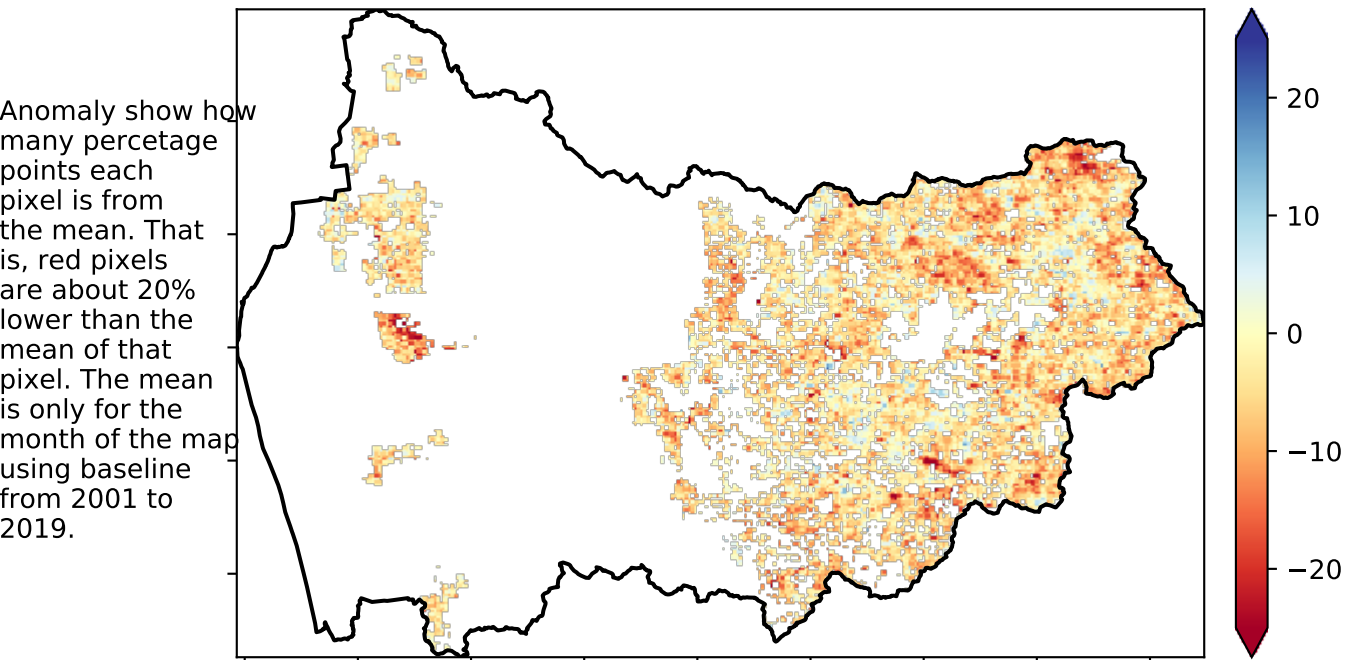 Anomaly show how
many percetage
points each
pixel is from
the mean. That
is, red pixels
are about 20%
lower than the
mean of that
pixel. The mean
is only for the
month of the map
using baseline
from 2001 to
2019.
20
10
0
−10
−20